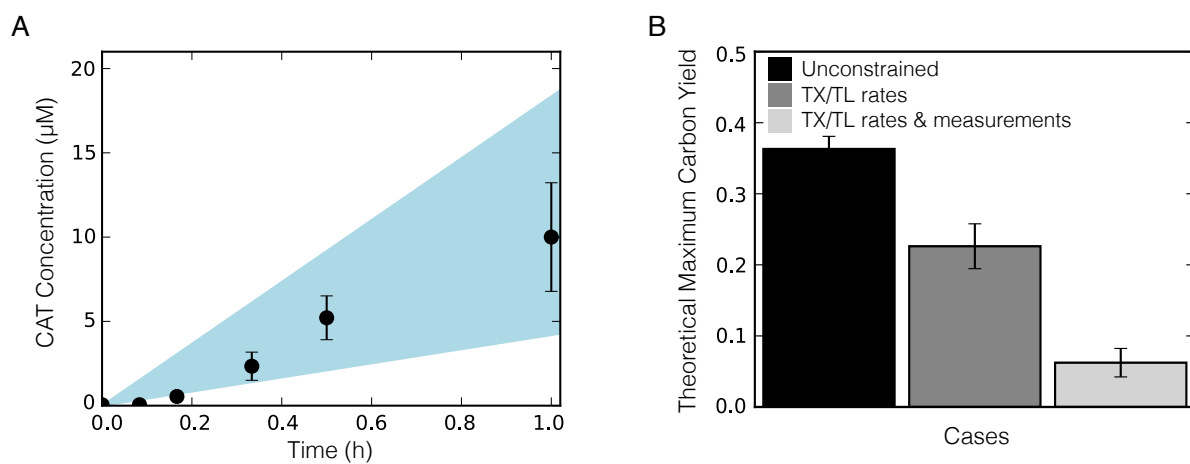 A
CAT Concentration (µM)
20
15
10
5
0
0.0 0.2 0.4 0.6 0.8 1.0
Time (h)
B
Theoretical Maximum Carbon Yield
0.5
0.4
0.3
0.2
0.1
0.0
Unconstrained
TX/TL rates
TX/TL rates & measurements
Cases